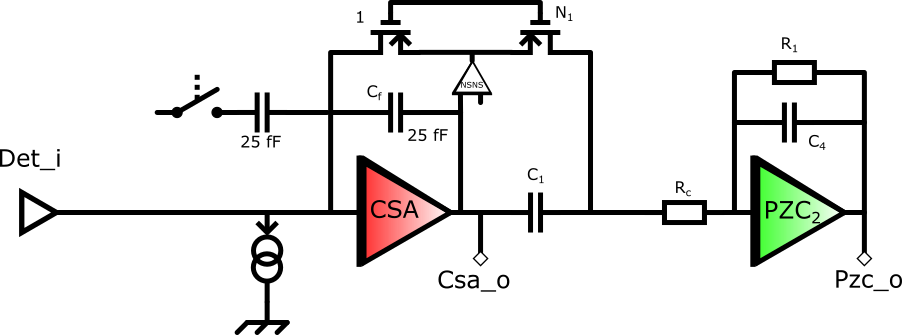 1
N1
R1
NSNS
Cf
25 fF
25 fF
C4
Det_i
CSA
C1
Rc
PZC2
Csa_o
Pzc_o